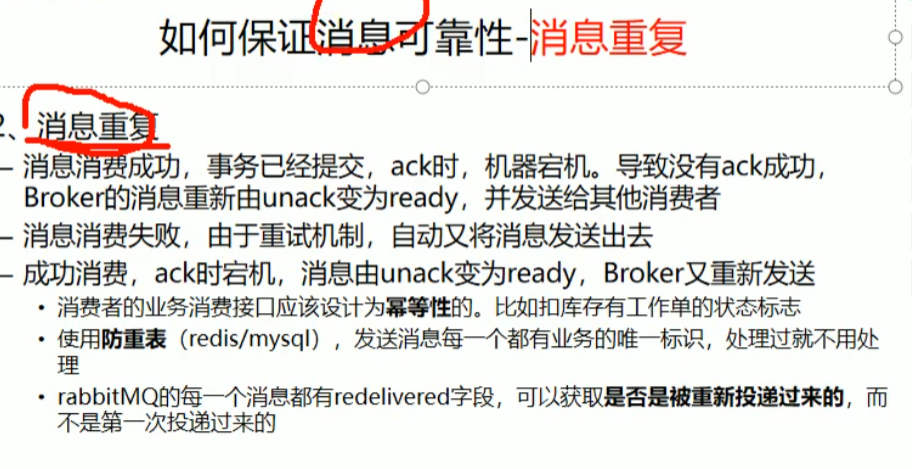 如何保证消息可靠性-消息重复
2、消息重复
– 消息消费成功，事务已经提交，ack时，机器宕机。导致没有ack成功，
Broker的消息重新由unack变为ready，并发送给其他消费者
– 消息消费失败，由于重试机制，自动又将消息发送出去
– 成功消费，ack时宕机，消息由unack变为ready，Broker又重新发送
• 消费者的业务消费接口应该设计为幂等性的。比如扣库存有工作单的状态标志
• 使用防重表（redis/mysql），发送消息每一个都有业务的唯一标识，处理过就不用处
理
• rabbitMQ的每一个消息都有redelivered字段，可以获取是否是被重新投递过来的，而
不是第一次投递过来的